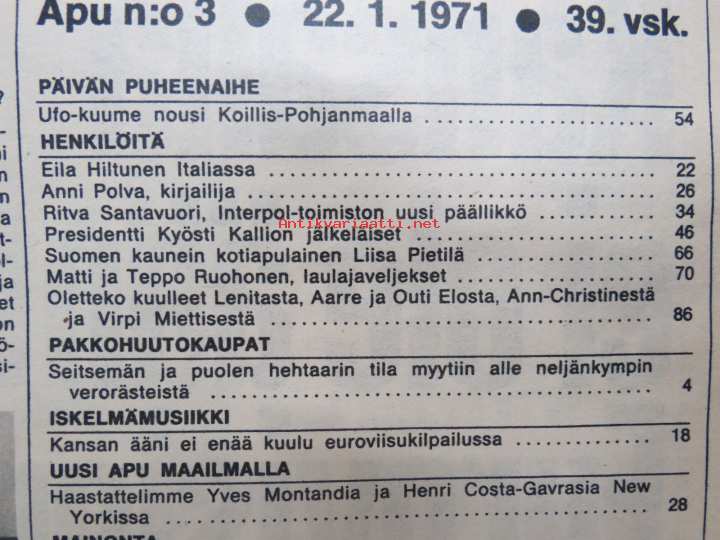 Apu n:o 3 ● 22. 1. 1971 ● 39. vsk.
PÄIVÄN PUHEENAIHE
Ufo-kuume nousi Koillis-Pohjanmaalla ........................ 54
HENKILÖITÄ
Eila Hiltunen Italiassa ........................ 22
Anni Polva, kirjailija ........................ 26
Ritva Santavuori, Interpol-toimiston uusi päällikkö ............ 34
Antikvariaatti.net
Presidentti Kyösti Kallion jälkeläiset ........................ 46
Suomen kaunein kotiapulainen Liisa Pietilä .................. 66
Matti ja Teppo Ruohonen, laulajaveljekset .................. 70
Oletteko kuulleet Lenitasta, Aarre ja Outi Elosta, Ann-Christinestä
ja Virpi Miettisestä ........................ 86
PAKKOHUUTOKAUPAT
Seitsemän ja puolen hehtaarin tila myytiin alle neljänkympin
verorästeistä ........................ 4
ISKELMÄMUSIIKKI
Kansan ääni ei enää kuulu euroviisukilpailussa .............. 18
UUSI APU MAAILMALLA
Haastattelimme Yves Montandia ja Henri Costa-Gavrasia New
Yorkissa ........................ 28
MAINONTA